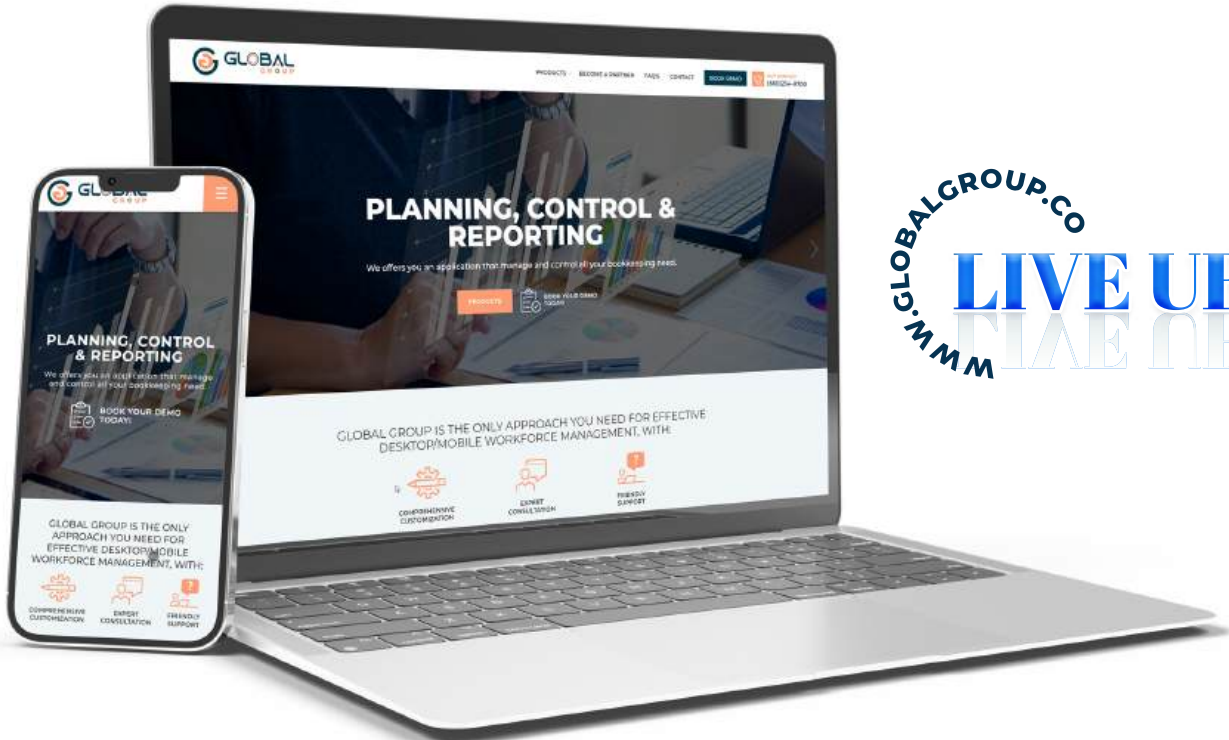 GLOBAL
GROUP
PRODUCTS BECOME A PARTNER FAQS CONTACT BOOK DEMO
PLANNING, CONTROL &
REPORTING
We offers you an application that manage and control all your bookkeeping need.
PRODUCTS
BOOK YOUR DEMO
TODAY!
GLOBAL GROUP IS THE ONLY APPROACH YOU NEED FOR EFFECTIVE
DESKTOP/MOBILE WORKFORCE MANAGEMENT, WITH:
COMPREHENSIVE
CUSTOMIZATION
EXPERT
CONSULTATION
FRIENDLY
SUPPORT
GLOBAL
GROUP
PLANNING, CONTROL
& REPORTING
We offers you an application that manage
and control all your bookkeeping need.
BOOK YOUR DEMO
TODAY!
GLOBAL GROUP IS THE ONLY
APPROACH YOU NEED FOR
EFFECTIVE DESKTOP/MOBILE
WORKFORCE MANAGEMENT, WITH:
COMPREHENSIVE
CUSTOMIZATION
EXPERT
CONSULTATION
FRIENDLY
SUPPORT
WWW.GLOBALGROUP.CO
LIVE